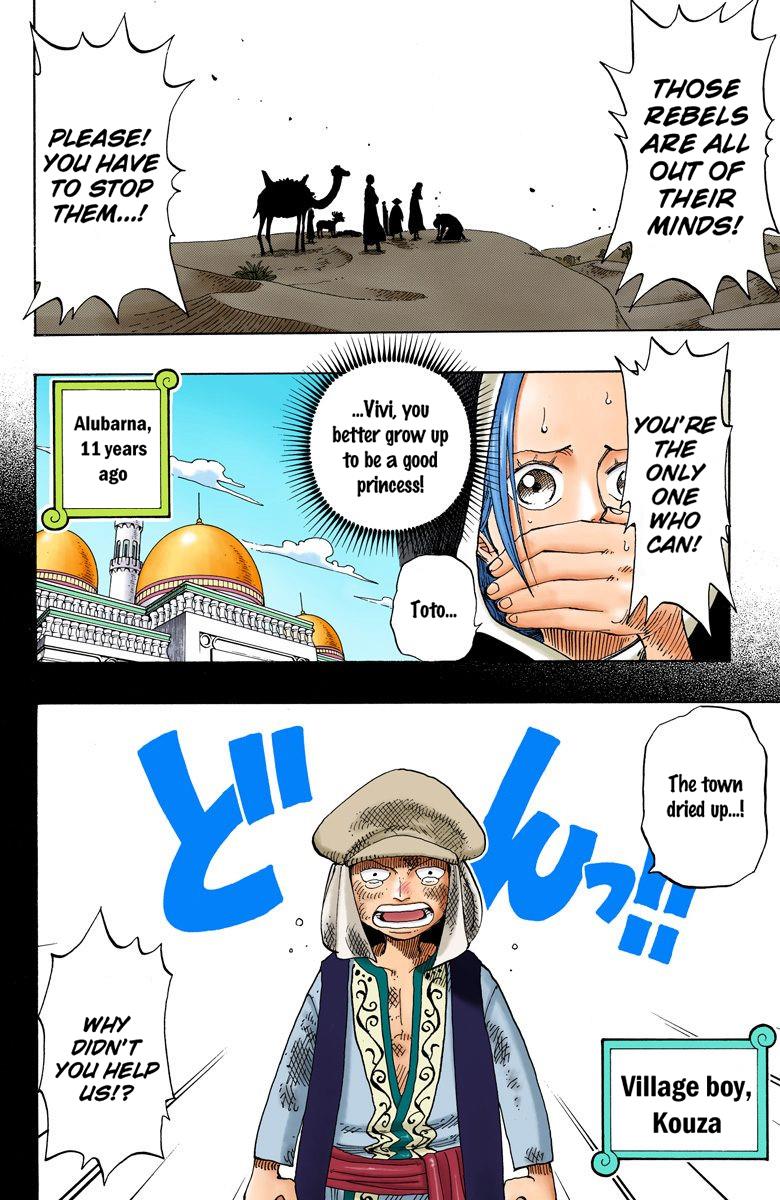 THOSE
REBELS
ARE ALL
OUT OF
THEIR
MINDS!
PLEASE!
YOU HAVE
TO STOP
THEM...!
YOU'RE
THE
ONLY
ONE
WHO
CAN!
Toto...
...Vivi, you
better grow up
to be a good
princess!
Alubarna,
11 years
ago
The town
dried up...!
どんっ!!
WHY
DIDN'T
YOU HELP
US!?
Village boy,
Kouza